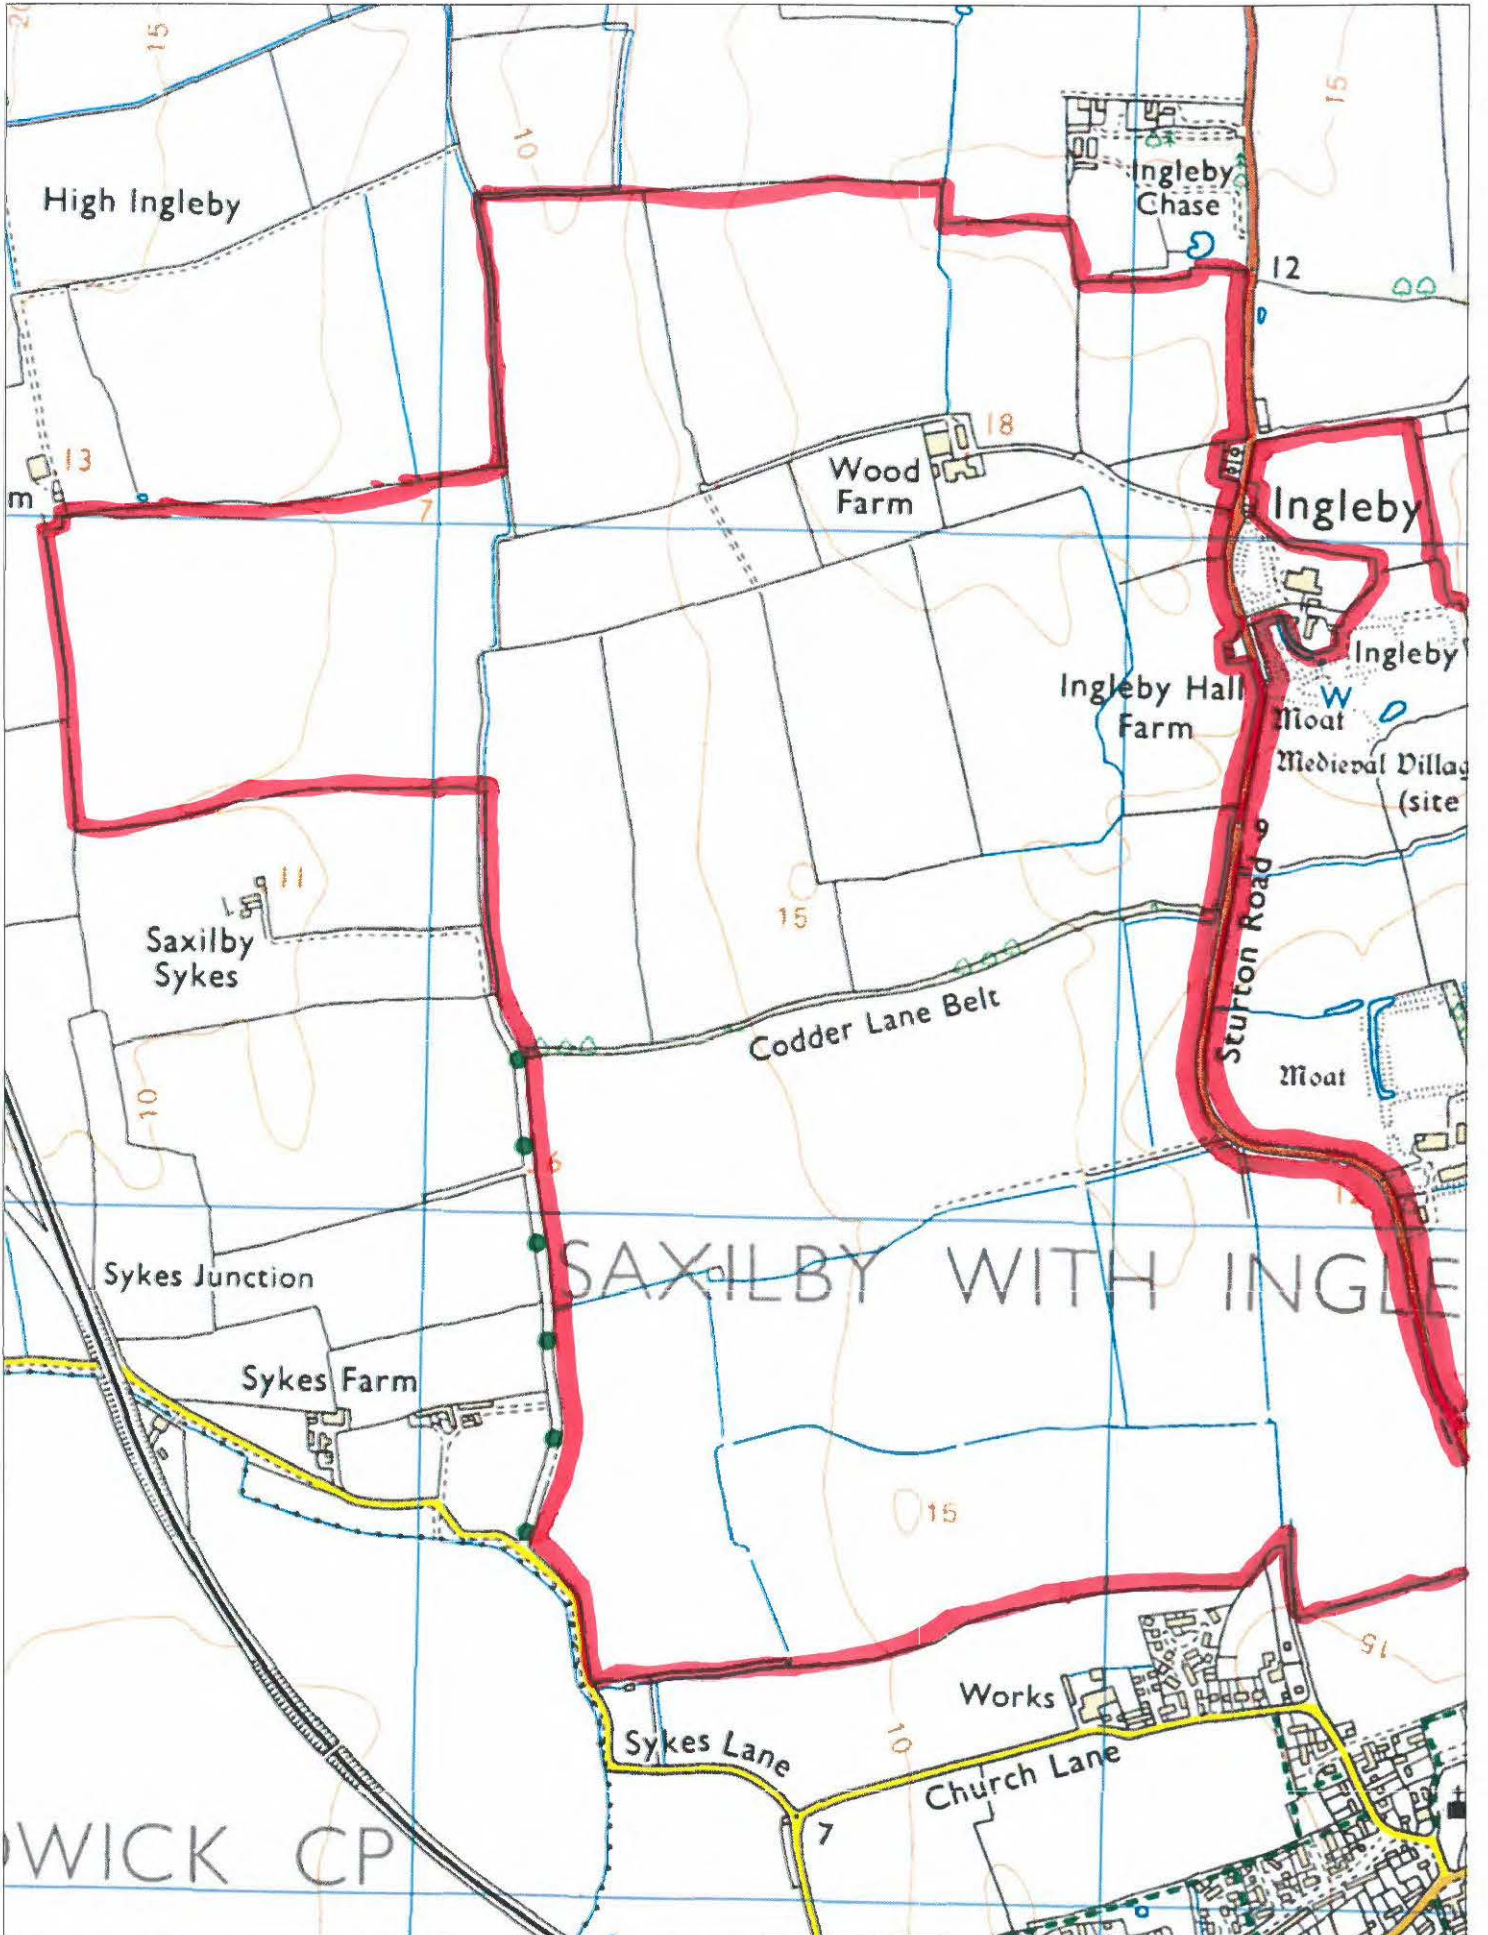 20
15
15
10
High Ingleby
Ingleby
Chase
12
13
m
7
18
Wood
Farm
Ingleby
Ingleby
Ingleby Hall
Farm
W
Moat
Medieval Villag
(site
9
11
Saxilby
Sykes
15
Codder Lane Belt
Sturton Road
Moat
10
6
SAXILBY WITH INGLE
Sykes Junction
Sykes Farm
15
15
Works
Sykes Lane
10
Church Lane
7
WICK CP